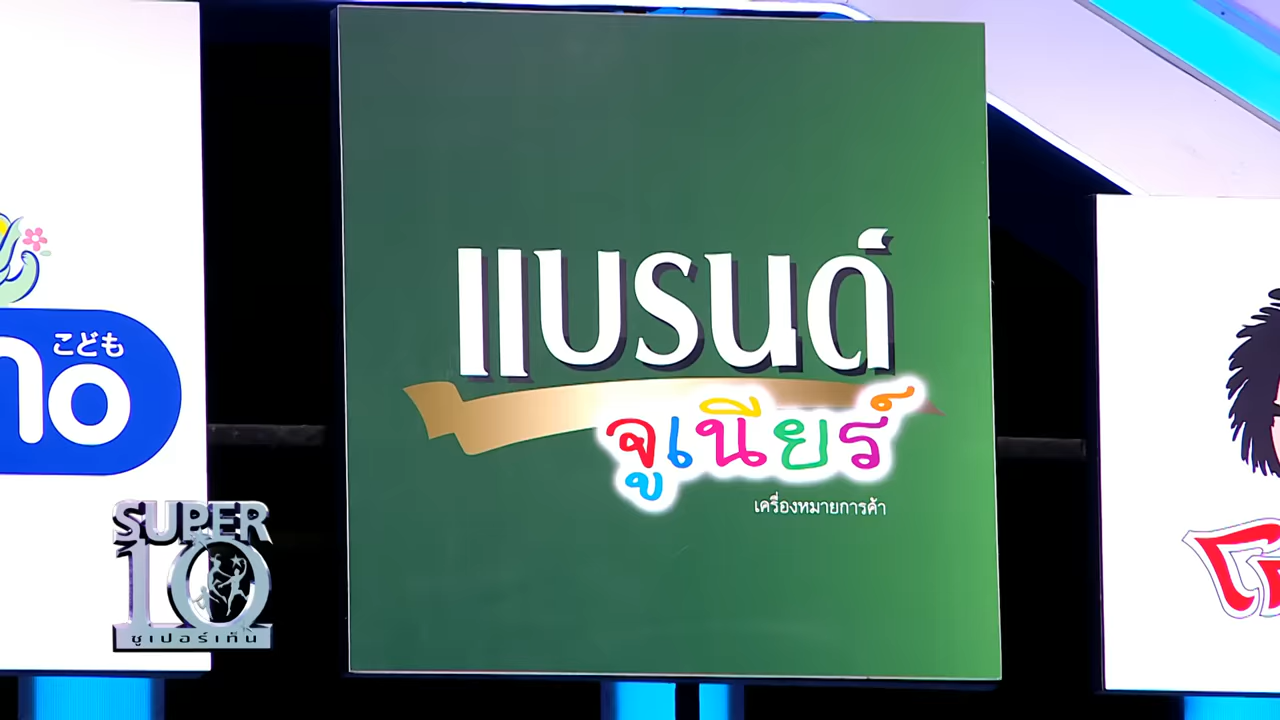 แบรนด์
จูเนียร์
เครื่องหมายการค้า
こども
SUPER
10
ซูเปอร์เท็น